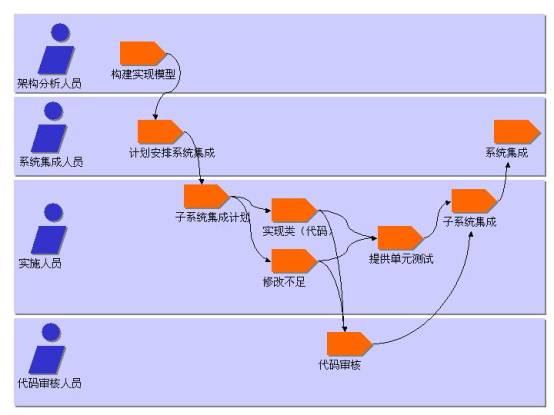 构建实现模型
架构分析人员
计划安排系统集成
系统集成
系统集成人员
子系统集成计划
实现类（代码）
子系统集成
提供单元测试
实施人员
修改不足
代码审核
代码审核人员